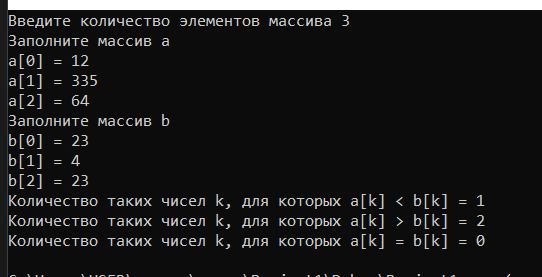 Введите количество элементов массива 3
Заполните массив a
a[0] = 12
a[1] = 335
a[2] = 64
Заполните массив b
b[0] = 23
b[1] = 4
b[2] = 23
Количество таких чисел k, для которых a[k] < b[k] = 1
Количество таких чисел k, для которых a[k] > b[k] = 2
Количество таких чисел k, для которых a[k] = b[k] = 0